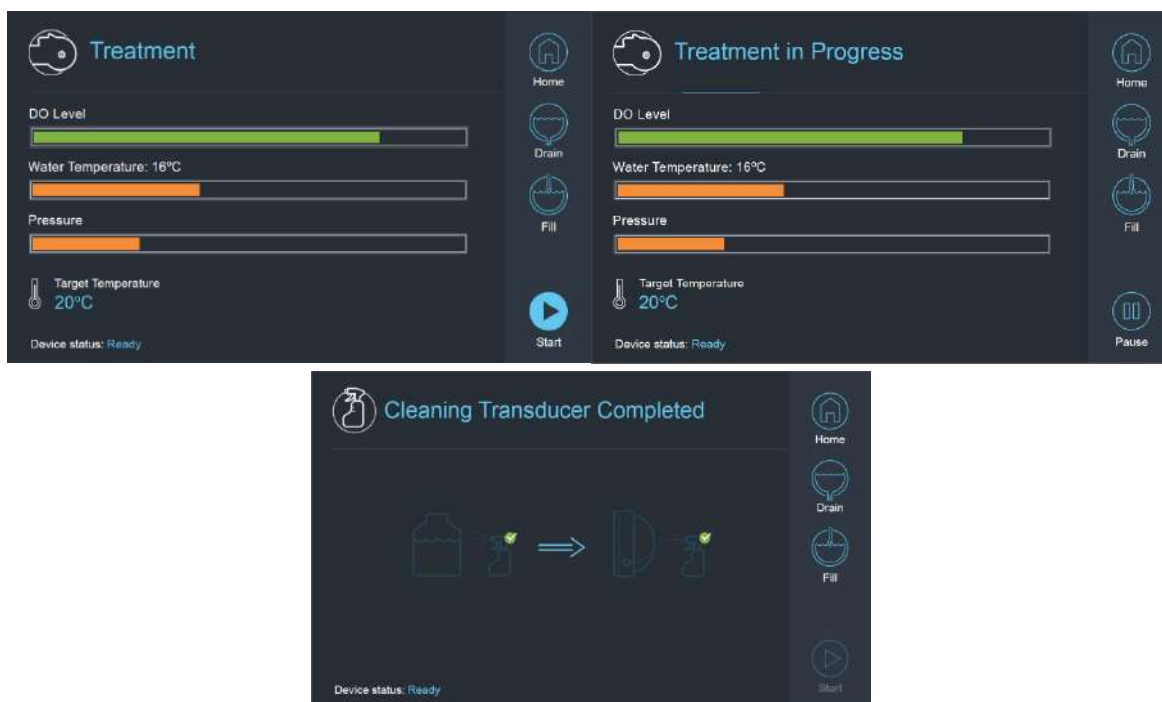 Treatment
Home
DO Level
Drain
Water Temperature: 16ºC
Pressure
Fill
Target Temperature
20ºC
Start
Device status: Ready
Treatment in Progress
Home
DO Level
Drain
Water Temperature: 16ºC
Pressure
Fill
Target Temperature
20ºC
Pause
Device status: Ready
Cleaning Transducer Completed
Home
Drain
Fill
Start
Device status: Ready